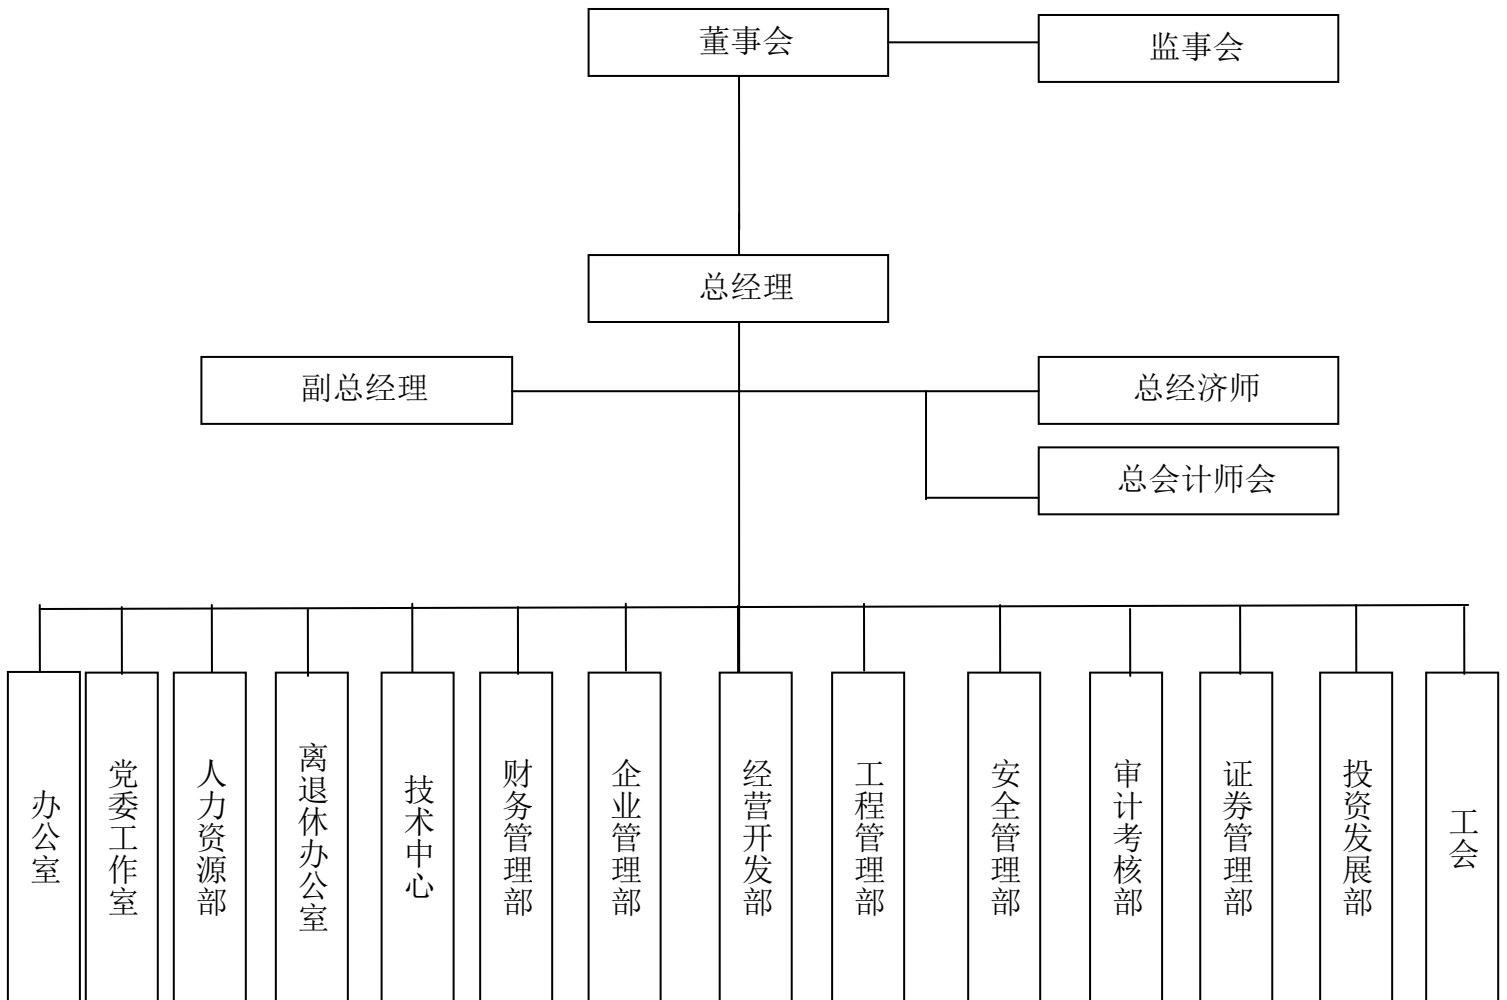 董事会
监事会
总经理
副总经理
总经济师
总会计师会
办公室
党委工作室
人力资源部
离退休办公室
技术中心
财务管理部
企业管理部
经营开发部
工程管理部
安全管理部
审计考核部
证券管理部
投资发展部
工会